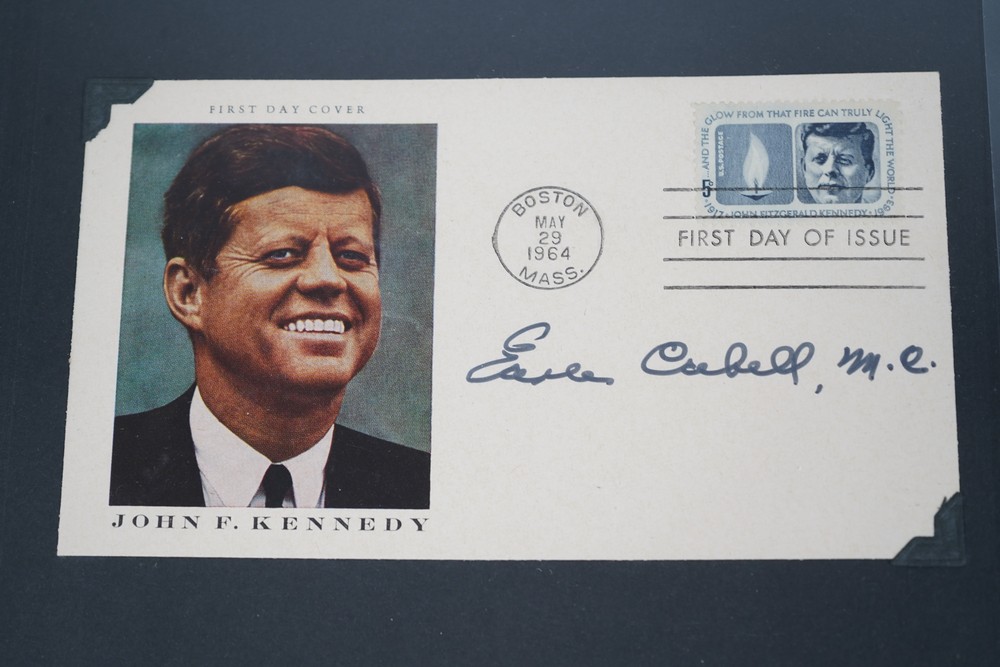 FIRST DAY COVER
JOHN F. KENNEDY
BOSTON
MAY
29
1964
MASS.
...AND THE GLOW FROM THAT FIRE CAN TRULY LIGHT THE WORLD
U.S. POSTAGE
5¢
1917 · JOHN FITZGERALD KENNEDY · 1963
FIRST DAY OF ISSUE
Earle Cabell, M.C.